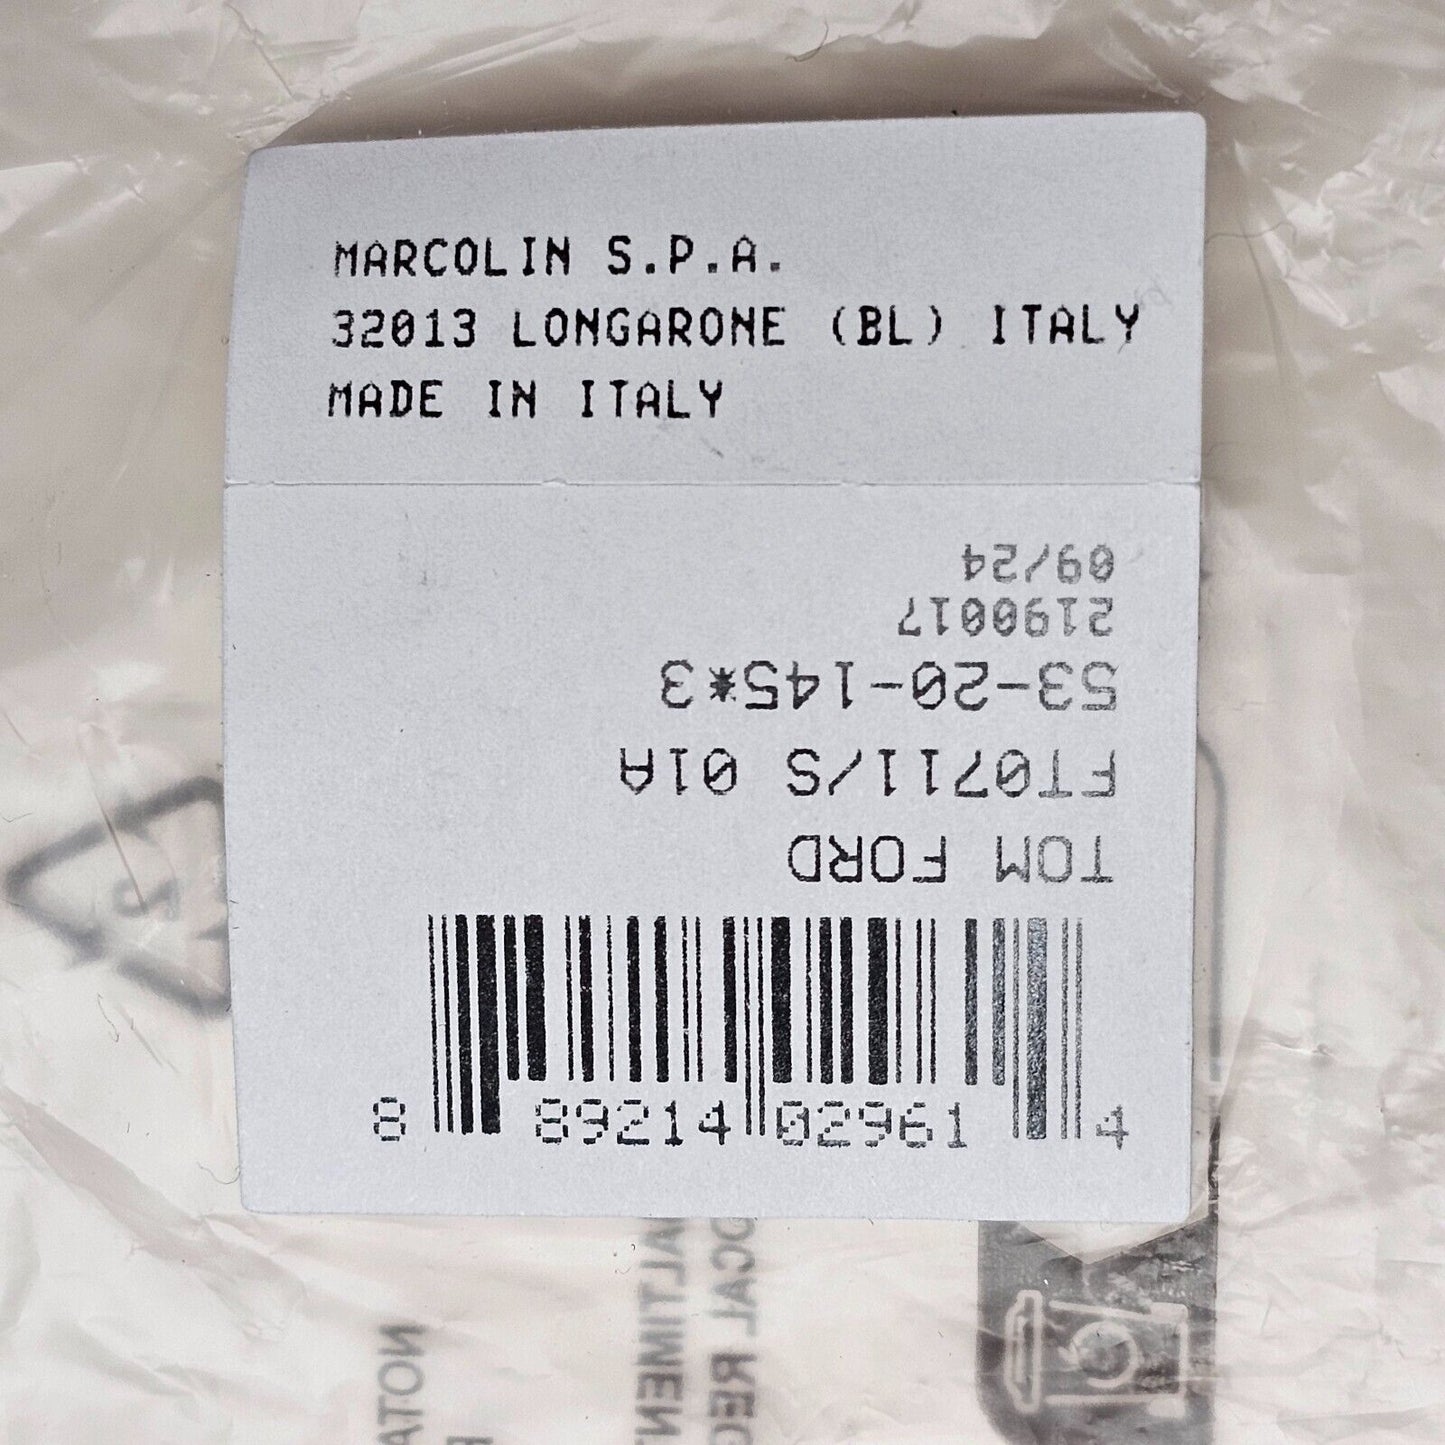 MARCOLIN S.P.A.
32013 LONGARONE (BL) ITALY
MADE IN ITALY
TOM FORD
FT0711/S 01A
53-20-145*3
2190017
09/24
8 89214 02961 4